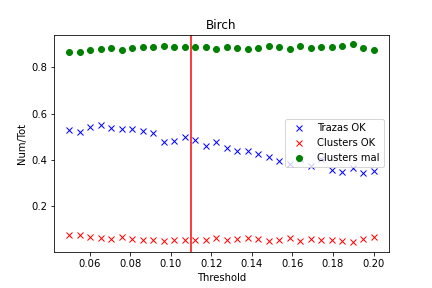 Birch
Num/Tot
0.8
0.6
0.4
0.2
Trazas OK
Clusters OK
Clusters mal
0.06 0.08 0.10 0.12 0.14 0.16 0.18 0.20
Threshold